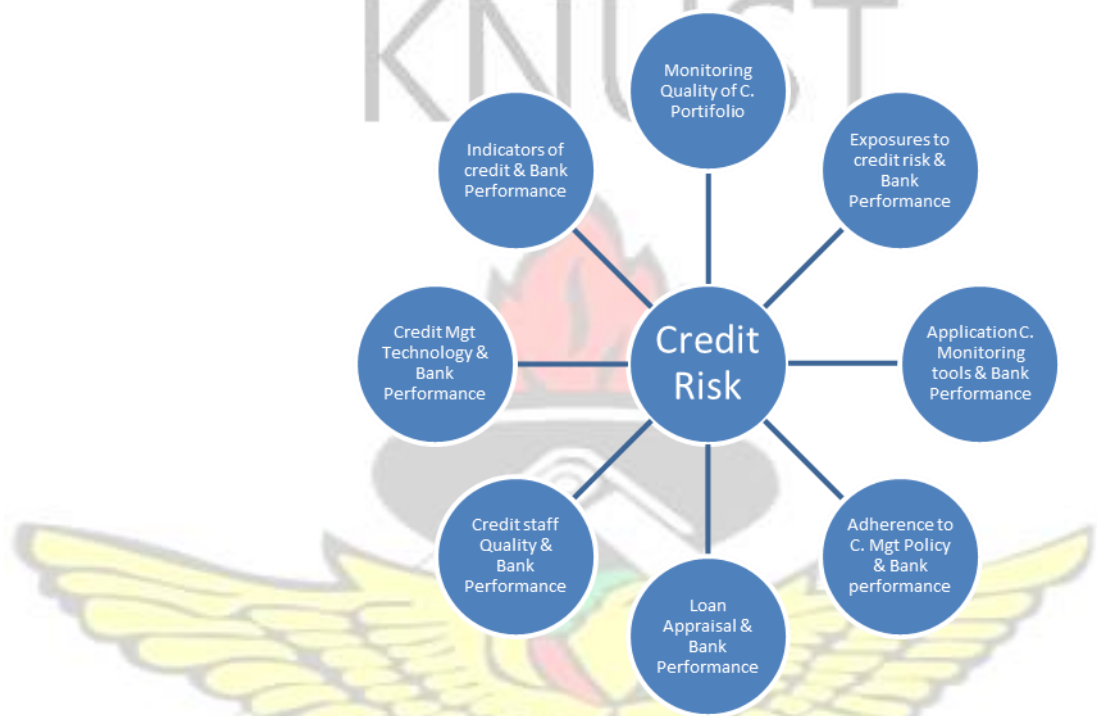 KNUST
Monitoring
Quality of C.
Portifolio
Exposures to
credit risk &
Bank
Performance
Application C.
Monitoring
tools & Bank
Performance
Adherence to
C. Mgt Policy
& Bank
performance
Loan
Appraisal &
Bank
Performance
Credit staff
Quality &
Bank
Performance
Credit Mgt
Technology &
Bank
Performance
Indicators of
credit & Bank
Performance
Credit
Risk